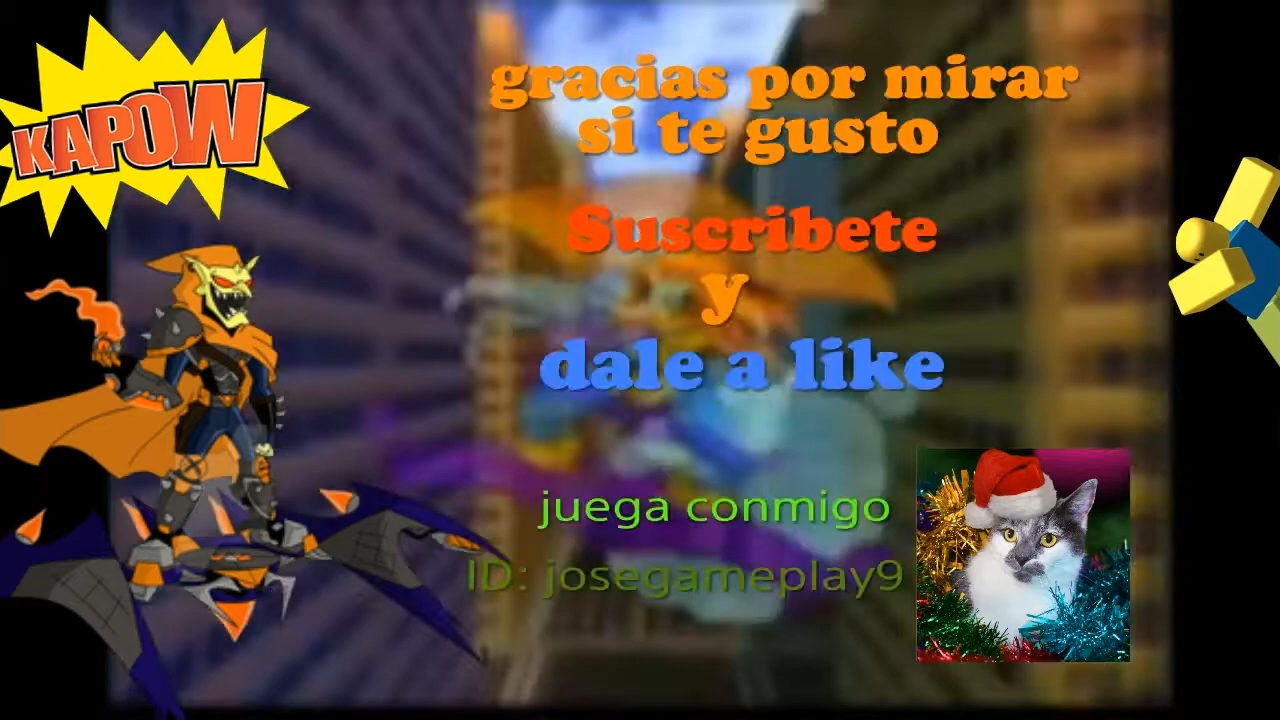 KAPOW
gracias por mirar
si te gusto
Suscribete
y
dale a like
juega conmigo
ID: josegameplay9